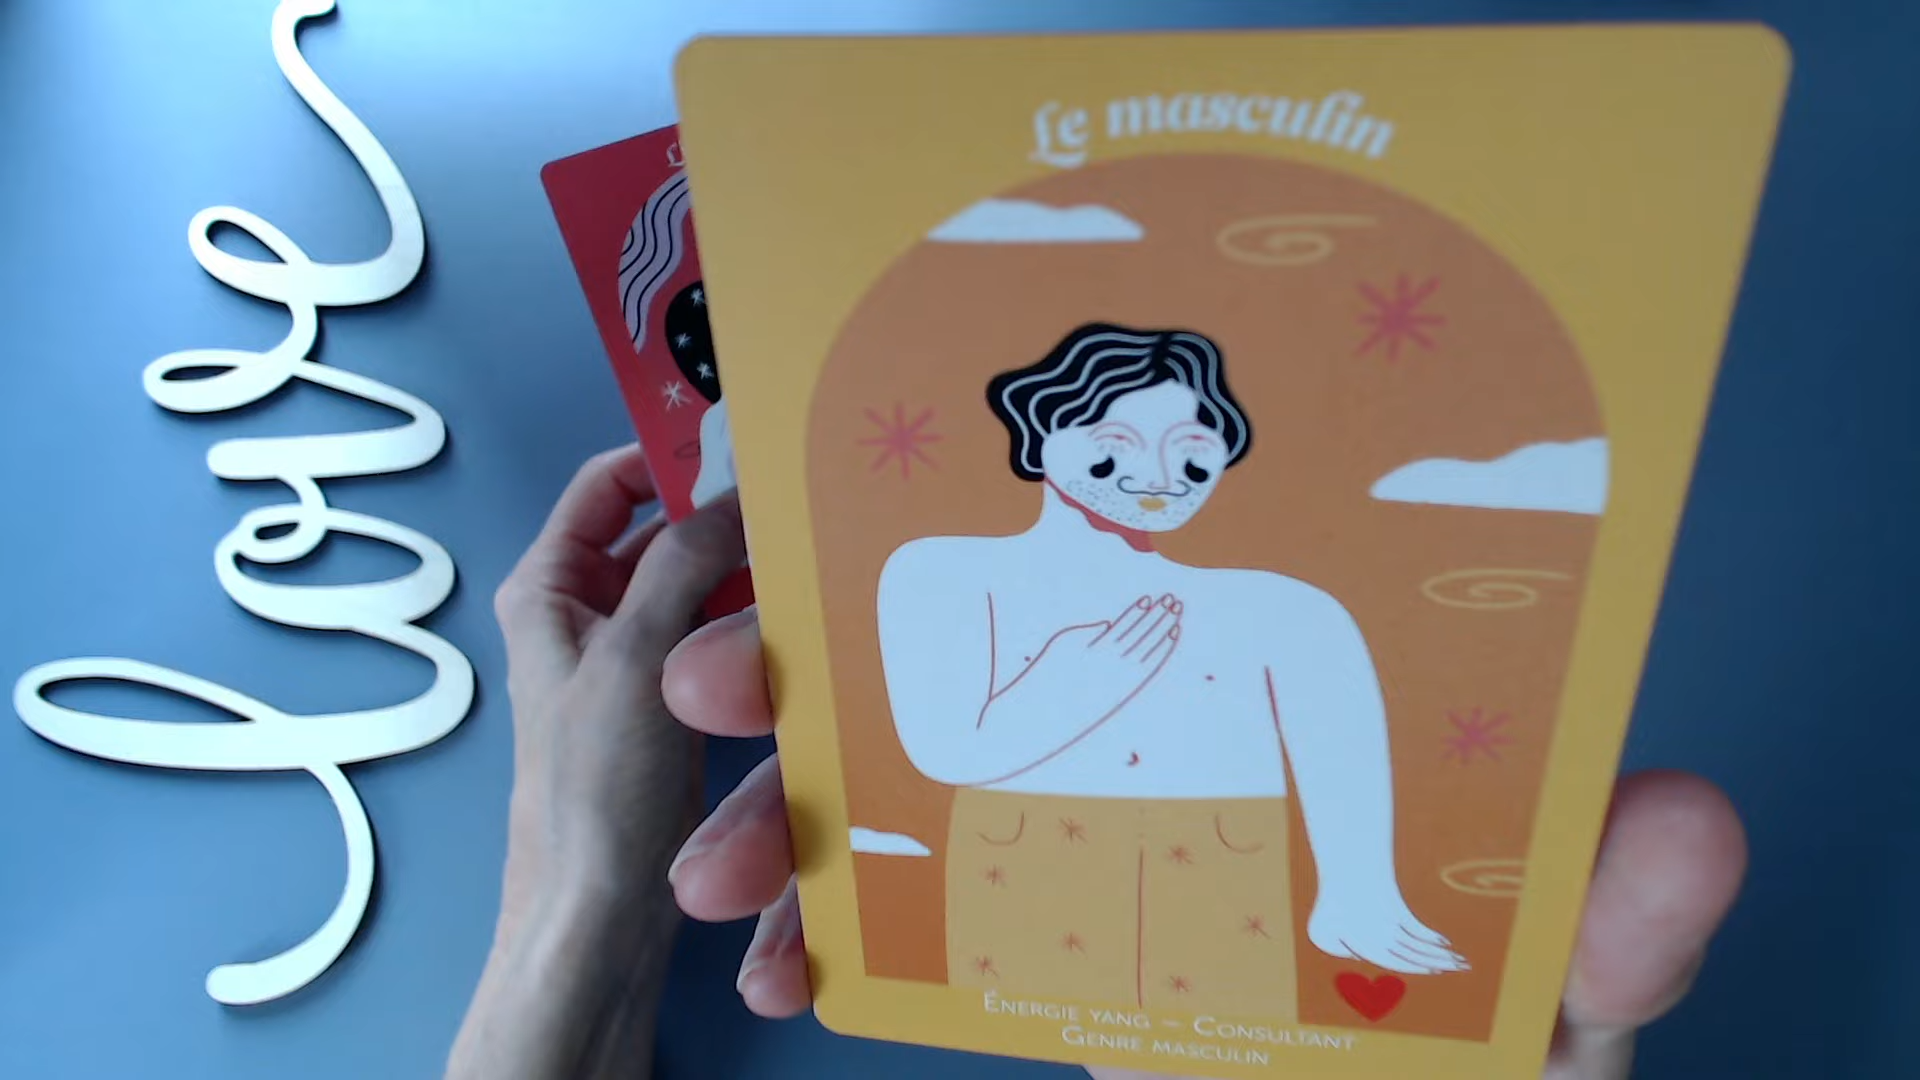 love
Le masculin
Énergie yang – Consultant
Genre masculin